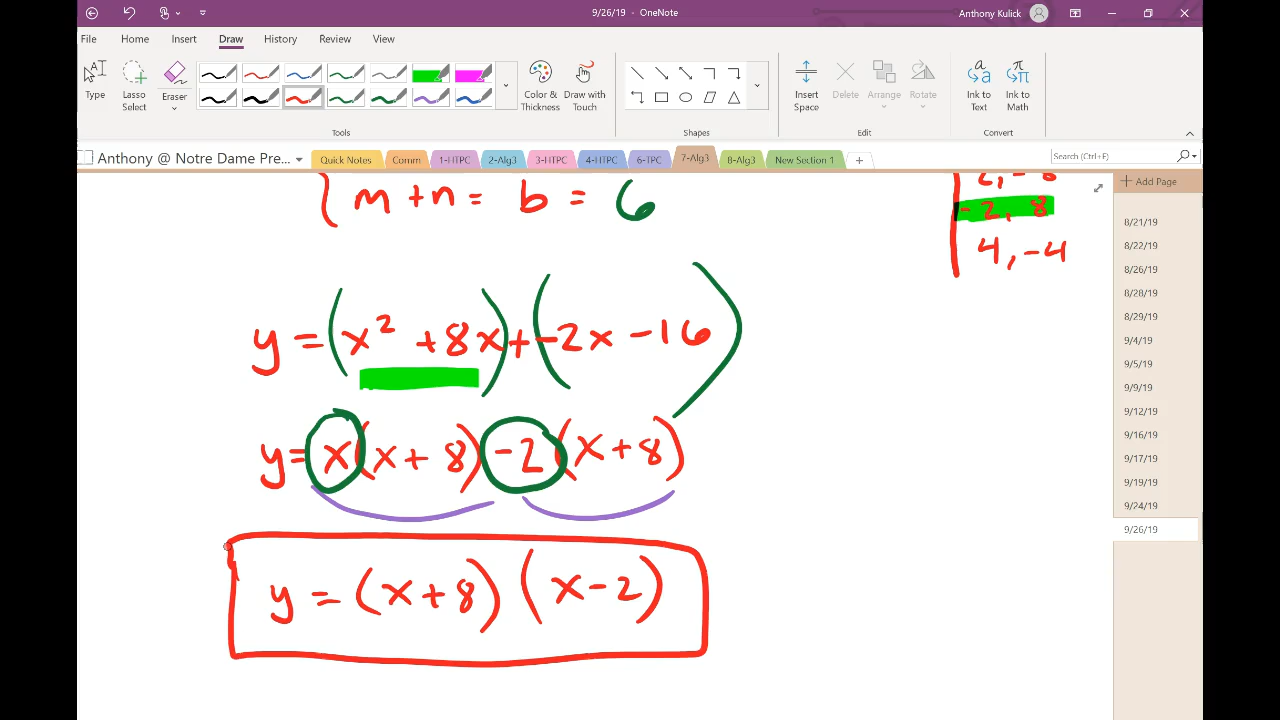 9/26/19 - OneNote
Anthony Kulick
File Home Insert Draw History Review View
Type
Lasso Select
Eraser
Color & Thickness
Draw with Touch
Insert Space
Delete
Arrange
Rotate
Ink to Text
Ink to Math
Tools
Shapes
Edit
Convert
Anthony @ Notre Dame Pre...
Quick Notes Comm 1-HTPC 2-Alg3 3-HTPC 4-HTPC 6-TPC 7-Alg3 8-Alg3 New Section 1 +
Search (Ctrl+F)
+ Add Page
8/21/19
8/22/19
8/26/19
8/28/19
8/29/19
9/4/19
9/5/19
9/9/19
9/12/19
9/16/19
9/17/19
9/19/19
9/24/19
9/26/19
m+n = b = 6
-2, 8
4, -4
y = (x² +8x) + (-2x -16)
y = x(x+8) -2(x+8)
y = (x+8)(x-2)